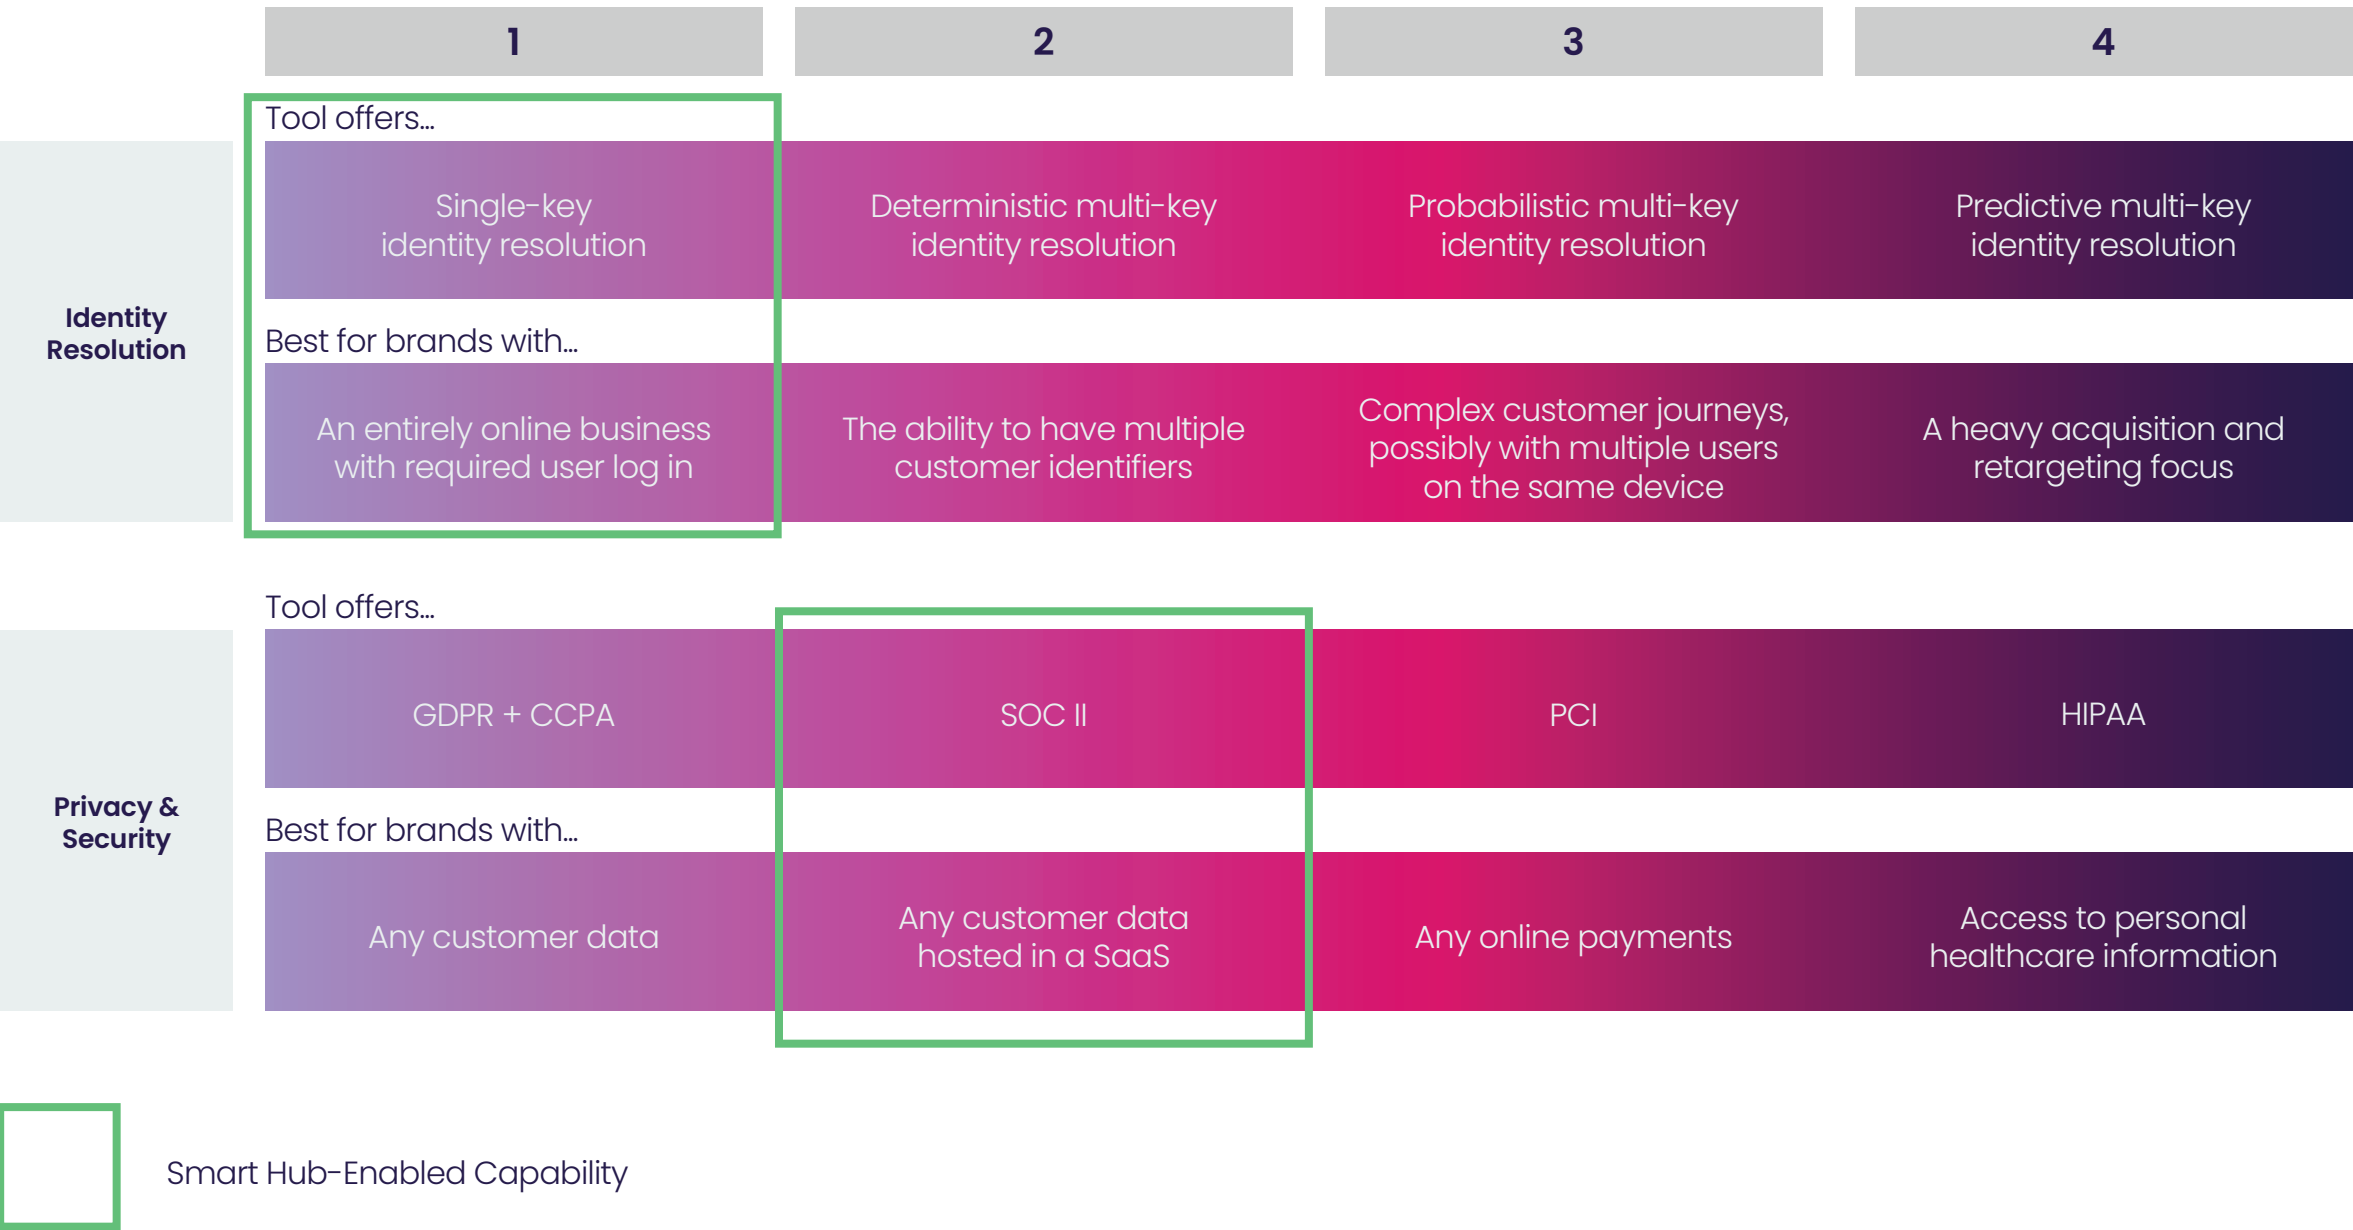 1
2
3
4
Tool offers...
Identity
Resolution
Single-key
identity resolution
Deterministic multi-key
identity resolution
Probabilistic multi-key
identity resolution
Predictive multi-key
identity resolution
Best for brands with...
An entirely online business
with required user log in
The ability to have multiple
customer identifiers
Complex customer journeys,
possibly with multiple users
on the same device
A heavy acquisition and
retargeting focus
Tool offers...
Privacy &
Security
GDPR + CCPA
SOC II
PCI
HIPAA
Best for brands with...
Any customer data
Any customer data
hosted in a SaaS
Any online payments
Access to personal
healthcare information
Smart Hub-Enabled Capability